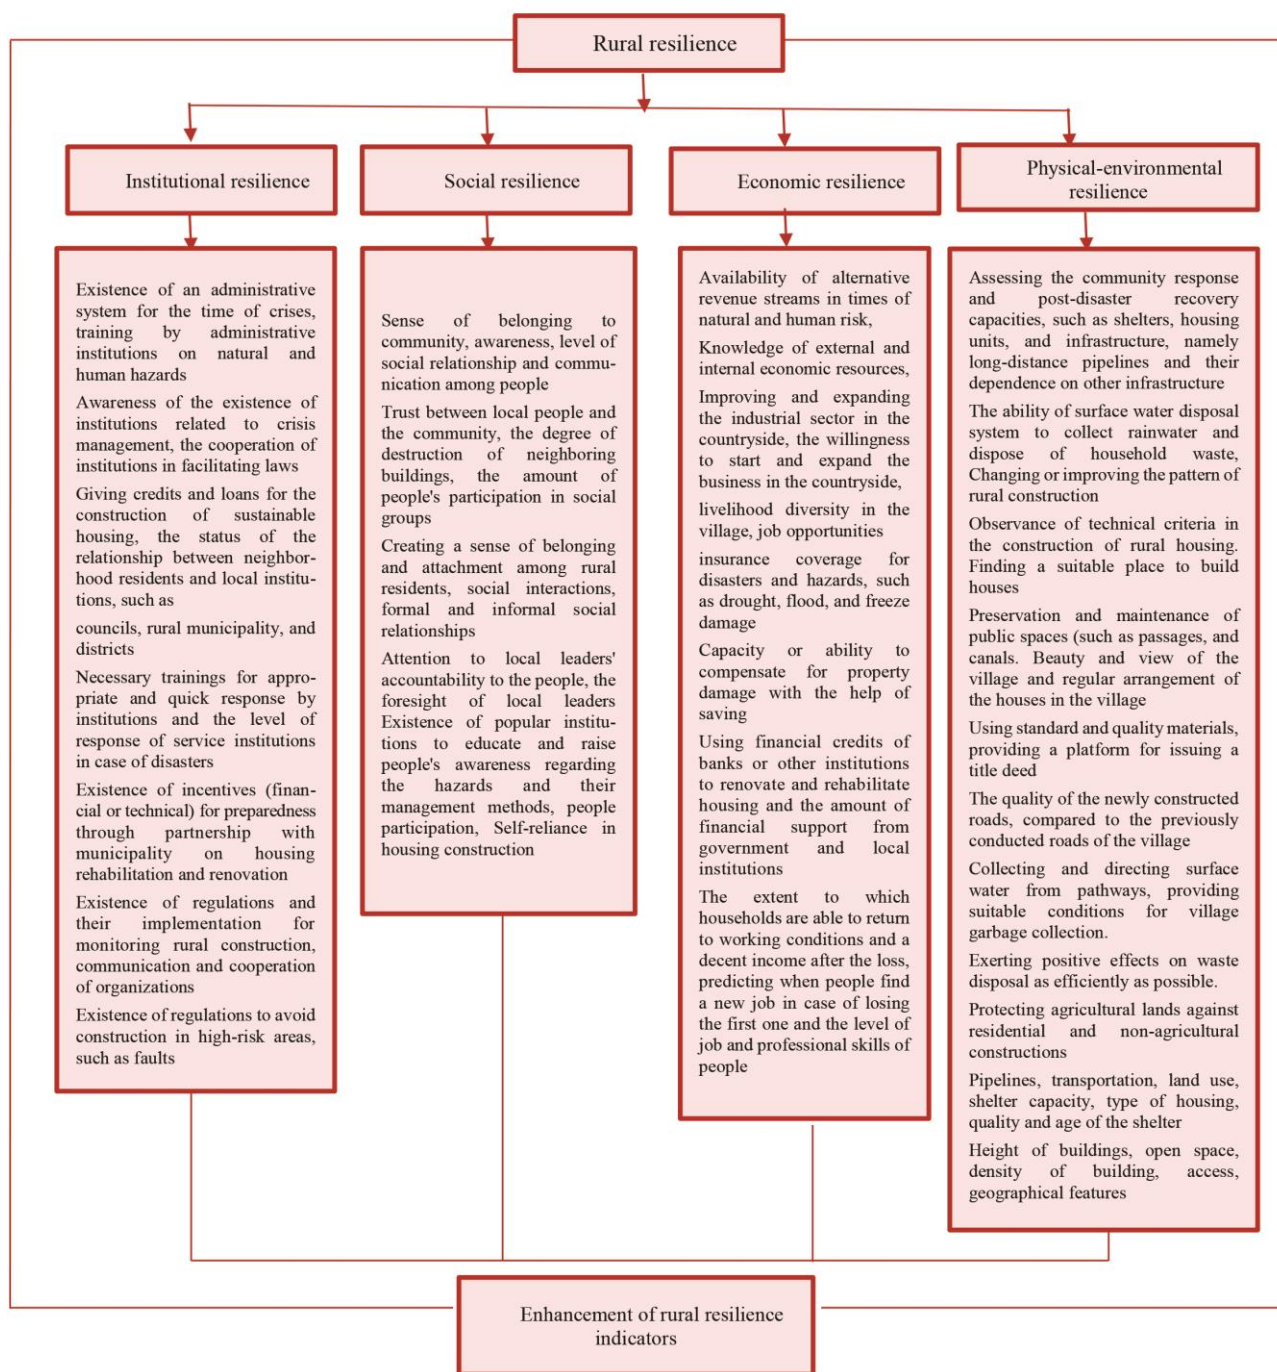 Rural resilience
Institutional resilience
Social resilience
Economic resilience
Physical-environmental
resilience
Existence of an administrative
system for the time of crises,
training by administrative
institutions on natural and
human hazards
Awareness of the existence of
institutions related to crisis
management, the cooperation of
institutions in facilitating laws
Giving credits and loans for the
construction of sustainable
housing, the status of the
relationship between neighbor-
hood residents and local institu-
tions, such as
councils, rural municipality, and
districts
Necessary trainings for appro-
priate and quick response by
institutions and the level of
response of service institutions
in case of disasters
Existence of incentives (finan-
cial or technical) for preparedness
through partnership with
municipality on housing
rehabilitation and renovation
Existence of regulations and
their implementation for
monitoring rural construction,
communication and cooperation
of organizations
Existence of regulations to avoid
construction in high-risk areas,
such as faults
Sense of belonging to
community, awareness, level of
social relationship and commu-
nication among people
Trust between local people and
the community, the degree of
destruction of neighboring
buildings, the amount of
people's participation in social
groups
Creating a sense of belonging
and attachment among rural
residents, social interactions,
formal and informal social
relationships
Attention to local leaders'
accountability to the people, the
foresight of local leaders
Existence of popular institu-
tions to educate and raise
people's awareness regarding
the hazards and their
management methods, people
participation, Self-reliance in
housing construction
Availability of alternative
revenue streams in times of
natural and human risk,
Knowledge of external and
internal economic resources,
Improving and expanding
the industrial sector in the
countryside, the willingness
to start and expand the
business in the countryside,
livelihood diversity in the
village, job opportunities
insurance coverage for
disasters and hazards, such
as drought, flood, and freeze
damage
Capacity or ability to
compensate for property
damage with the help of
saving
Using financial credits of
banks or other institutions
to renovate and rehabilitate
housing and the amount of
financial support from
government and local
institutions
The extent to which
households are able to return
to working conditions and a
decent income after the loss,
predicting when people find
a new job in case of losing
the first one and the level of
job and professional skills of
people
Assessing the community response
and post-disaster recovery
capacities, such as shelters, housing
units, and infrastructure, namely
long-distance pipelines and their
dependence on other infrastructure
The ability of surface water disposal
system to collect rainwater and
dispose of household waste,
Changing or improving the pattern of
rural construction
Observance of technical criteria in
the construction of rural housing.
Finding a suitable place to build
houses
Preservation and maintenance of
public spaces (such as passages, and
canals. Beauty and view of the
village and regular arrangement of
the houses in the village
Using standard and quality materials,
providing a platform for issuing a
title deed
The quality of the newly constructed
roads, compared to the previously
conducted roads of the village
Collecting and directing surface
water from pathways, providing
suitable conditions for village
garbage collection.
Exerting positive effects on waste
disposal as efficiently as possible.
Protecting agricultural lands against
residential and non-agricultural
constructions
Pipelines, transportation, land use,
shelter capacity, type of housing,
quality and age of the shelter
Height of buildings, open space,
density of building, access,
geographical features
Enhancement of rural resilience
indicators